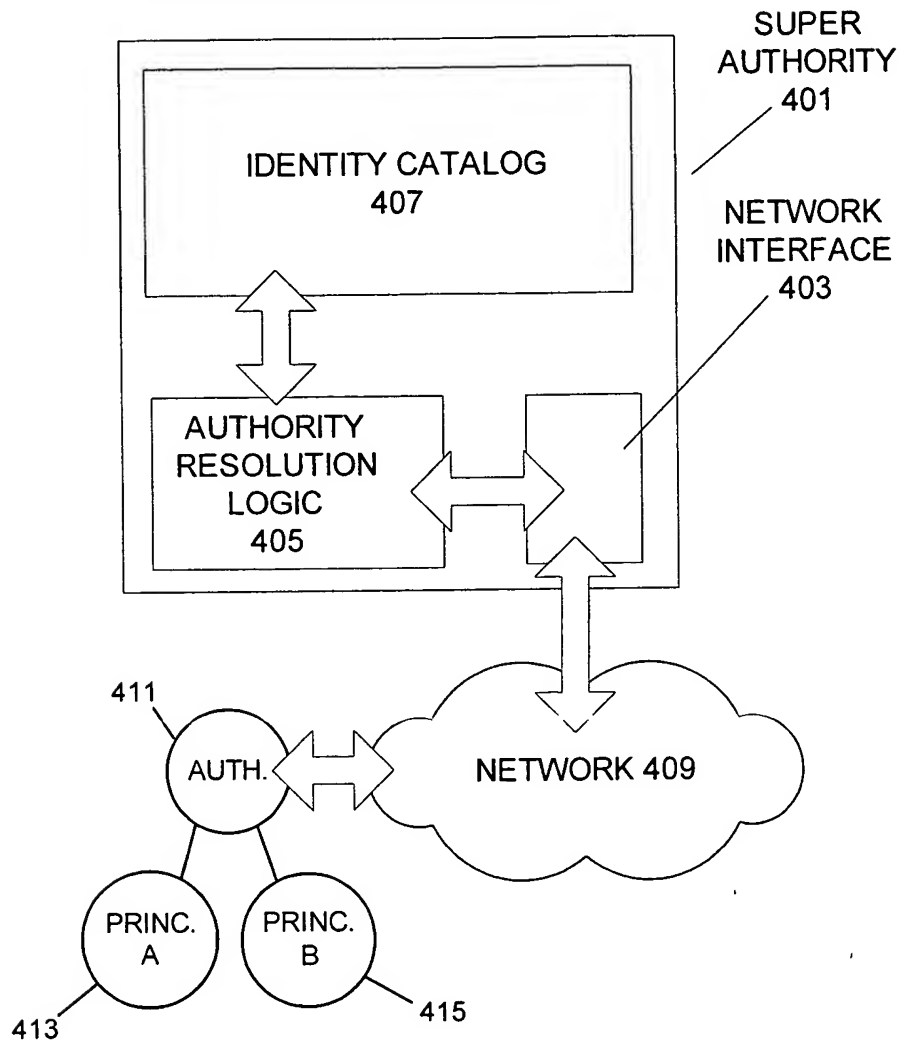 SUPER
AUTHORITY
401
IDENTITY CATALOG
407
NETWORK
INTERFACE
403
AUTHORITY
RESOLUTION
LOGIC
405
411
AUTH.
NETWORK 409
PRINC.
A
PRINC.
B
413
415